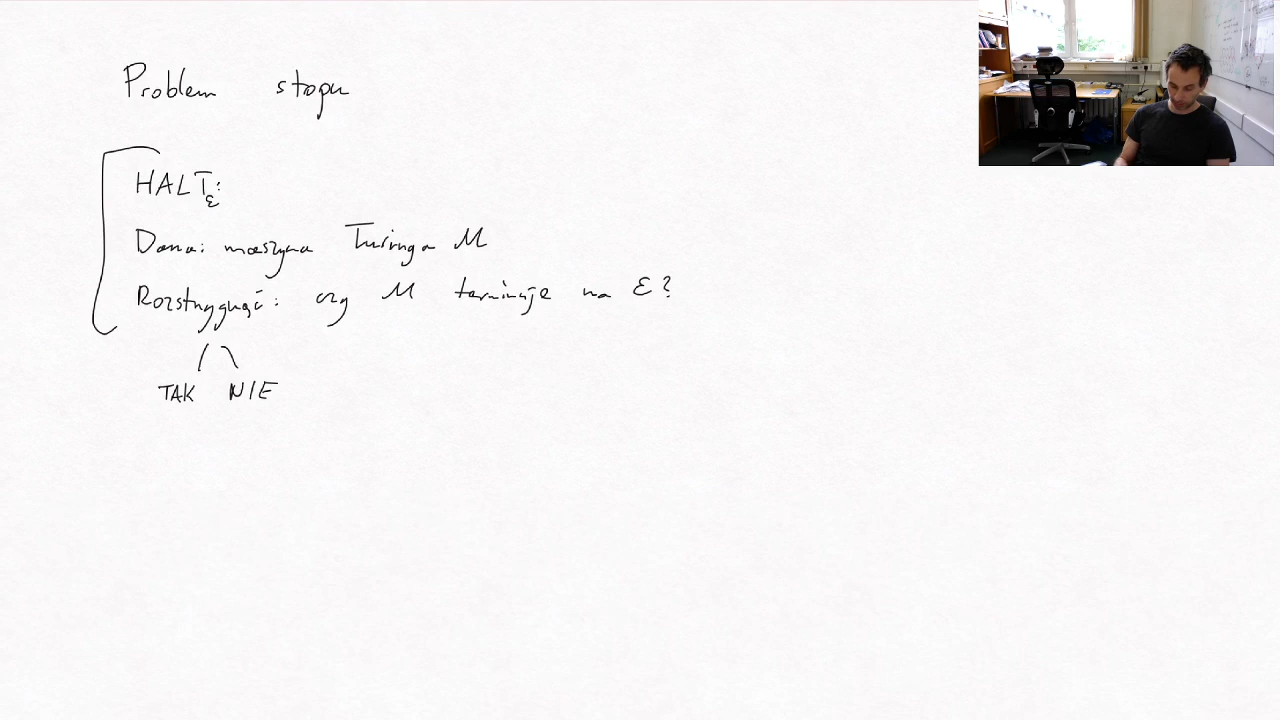 Problem stopu
HALT_ε:
Dana: maszyna Turinga M
Rozstrzygnąć: czy M terminuje na ε?
TAK NIE